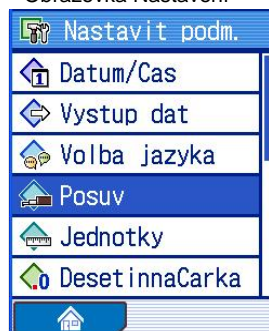 Obrazovka Nastavení
Nastavit podm.
Datum/Cas
Vystup dat
Volba jazyka
Posuv
Jednotky
DesetinnaCarka